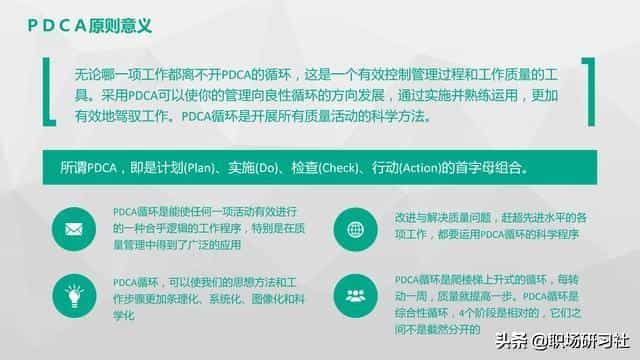 PDCA原则意义
无论哪一项工作都离不开PDCA的循环，这是一个有效控制管理过程和工作质量的工
具。采用PDCA可以使你的管理向良性循环的方向发展，通过实施并熟练运用，更加
有效地驾驭工作。PDCA循环是开展所有质量活动的科学方法。
所谓PDCA，即是计划(Plan)、实施(Do)、检查(Check)、行动(Action)的首字母组合。
PDCA循环是能使任何一项活动有效进行
的一种合乎逻辑的工作程序，特别是在质
量管理中得到了广泛的应用
改进与解决质量问题，赶超先进水平的各
项工作，都要运用PDCA循环的科学程序
PDCA循环，可以使我们的思想方法和工
作步骤更加条理化、系统化、图像化和科
学化
PDCA循环是爬楼梯上升式的循环，每转
动一周，质量就提高一步。PDCA循环是
综合性循环，4个阶段是相对的，它们之
间不是截然分开的
头条 @职场研习社